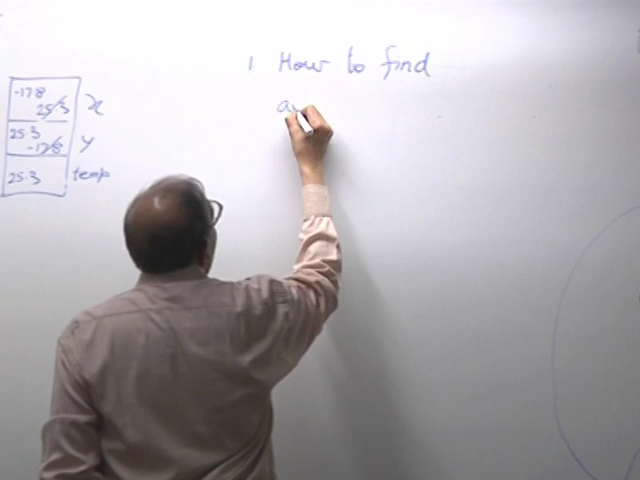 1 How to find
-17.8
25.3 x
25.3
-17.8 y
25.3 temp